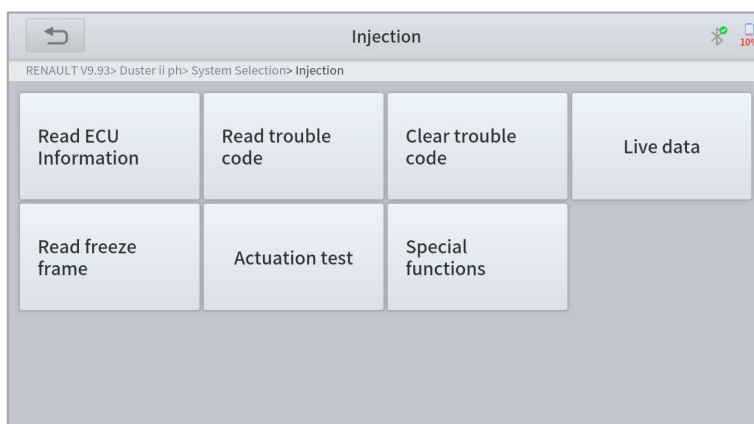 Injection
10%
RENAULT V9.93> Duster ii ph> System Selection> Injection
Read ECU
Information
Read trouble
code
Clear trouble
code
Live data
Read freeze
frame
Actuation test
Special
functions